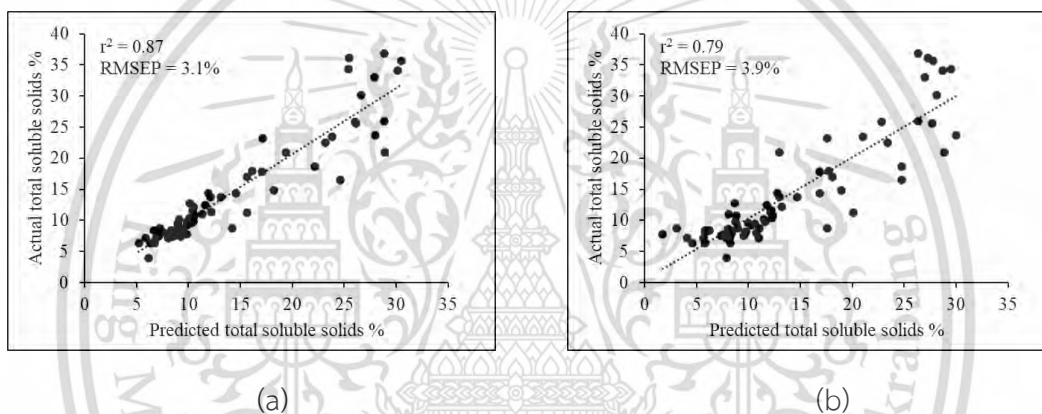 40
35
30
25
20
15
10
5
0
r² = 0.87
RMSEP = 3.1%
Actual total soluble solids %
0 5 10 15 20 25 30 35
Predicted total soluble solids %
(a)
40
35
30
25
20
15
10
5
0
r² = 0.79
RMSEP = 3.9%
Actual total soluble solids %
0 5 10 15 20 25 30 35
Predicted total soluble solids %
(b)